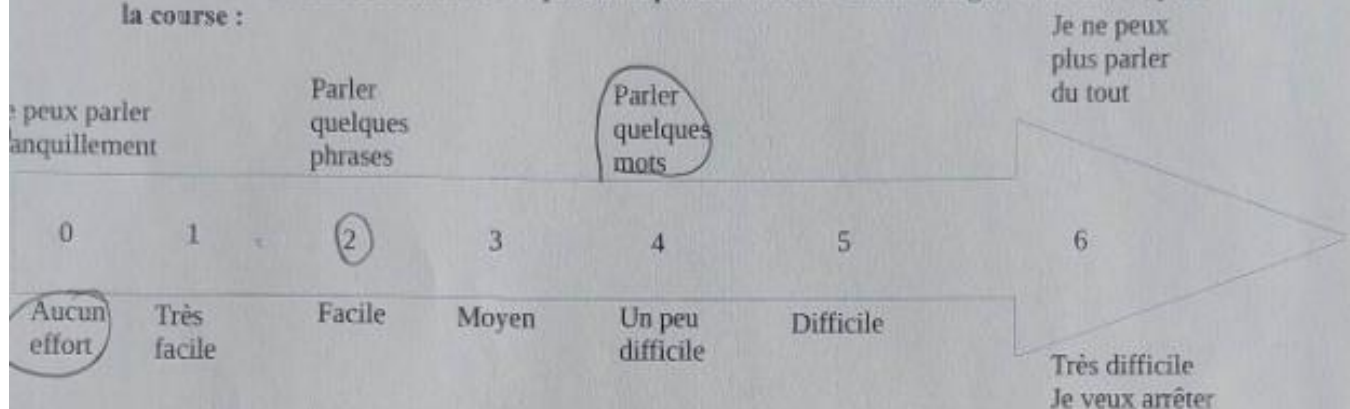 la course :
Je ne peux
plus parler
du tout
peux parler
Parler
quelques
phrases
Parler
quelques
mots
0 1 2 3 4 5 6
Aucun
effort
Très
facile
Facile
Moyen
Un peu
difficile
Difficile
Très difficile
Je veux arrêter